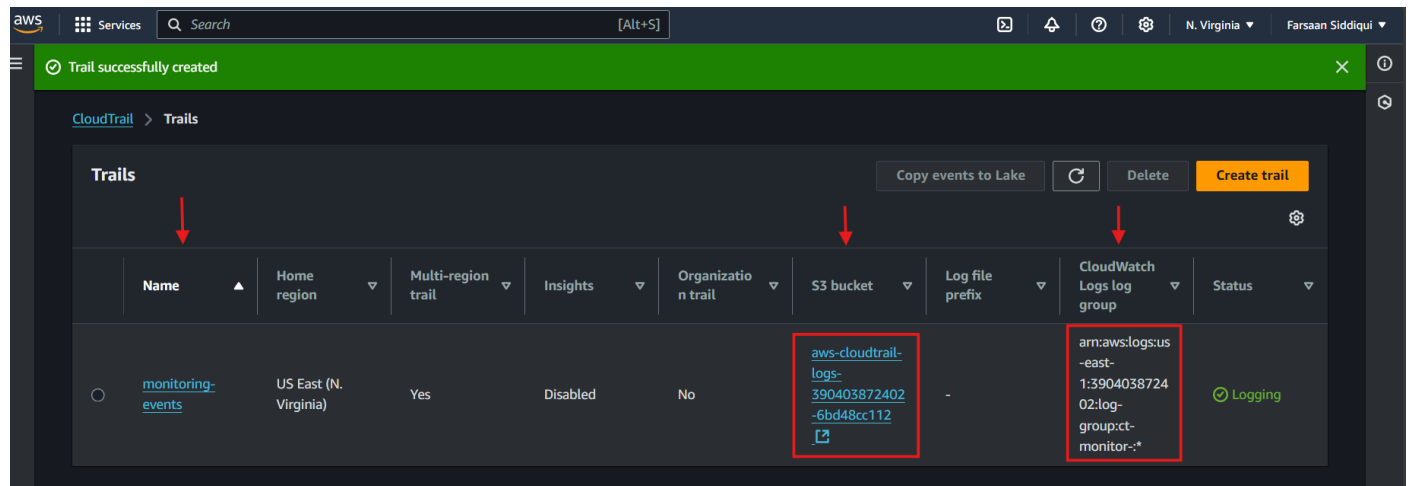 aws
Services
Search
[Alt+S]
N. Virginia
Farsaan Siddiqui
Trail successfully created
CloudTrail
Trails
Trails
Copy events to Lake
Delete
Create trail
Name
Home
region
Multi-region
trail
Insights
Organizatio
n trail
S3 bucket
Log file
prefix
CloudWatch
Logs log
group
Status
monitoring-
events
US East (N.
Virginia)
Yes
Disabled
No
aws-cloudtrail-
logs-
390403872402
-6bd48cc112
-
arn:aws:logs:us
-east-
1:3904038724
02:log-
group:ct-
monitor-:*
Logging